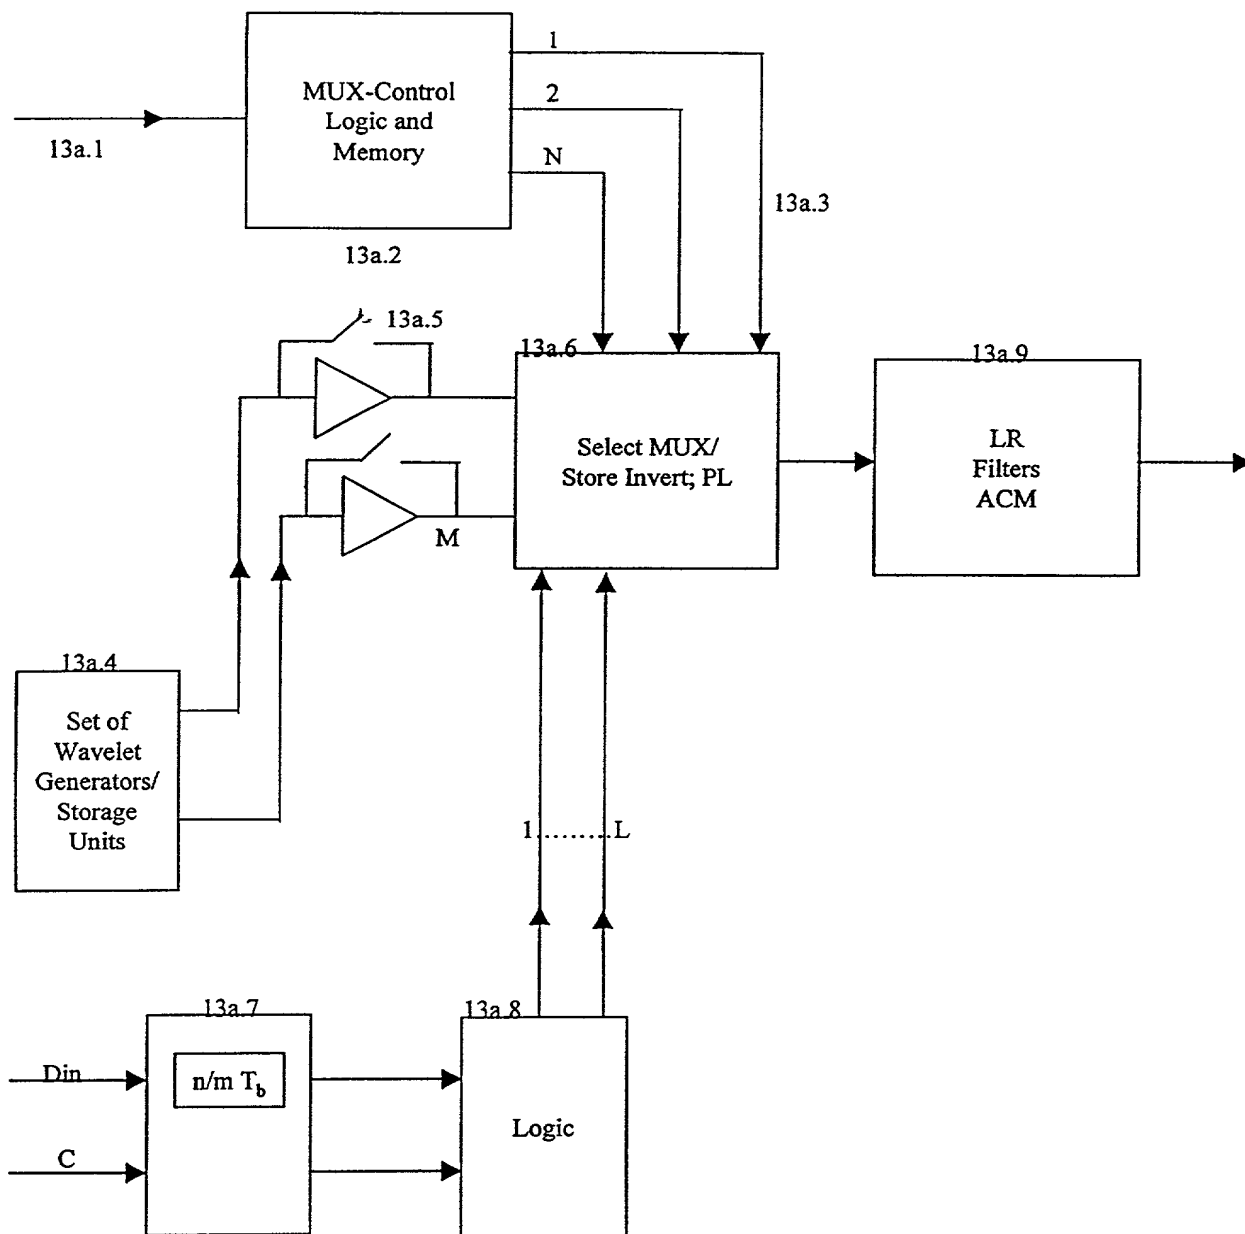 1
MUX-Control
Logic and
Memory
2
N
13a.1
13a.2
13a.3
13a.5
13a.6
13a.9
Select MUX/
Store Invert; PL
LR
Filters
ACM
M
13a.4
Set of
Wavelet
Generators/
Storage
Units
1.........L
13a.7
13a.8
Din
n/m Tb
Logic
C